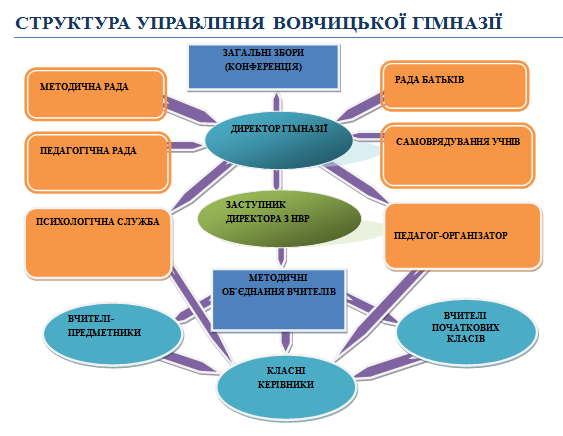 СТРУКТУРА УПРАВЛІННЯ ВОВЧИЦЬКОЇ ГІМНАЗІЇ
ЗАГАЛЬНІ ЗБОРИ
(КОНФЕРЕНЦІЯ)
МЕТОДИЧНА РАДА
РАДА БАТЬКІВ
ДИРЕКТОР ГІМНАЗІЇ
ПЕДАГОГІЧНА РАДА
САМОВРЯДУВАННЯ УЧНІВ
ПСИХОЛОГІЧНА СЛУЖБА
ЗАСТУПНИК
ДИРЕКТОРА З НВР
ПЕДАГОГ-ОРГАНІЗАТОР
МЕТОДИЧНІ
ОБ'ЄДНАННЯ ВЧИТЕЛІВ
ВЧИТЕЛІ-
ПРЕДМЕТНИКИ
ВЧИТЕЛІ
ПОЧАТКОВИХ
КЛАСІВ
КЛАСНІ
КЕРІВНИКИ